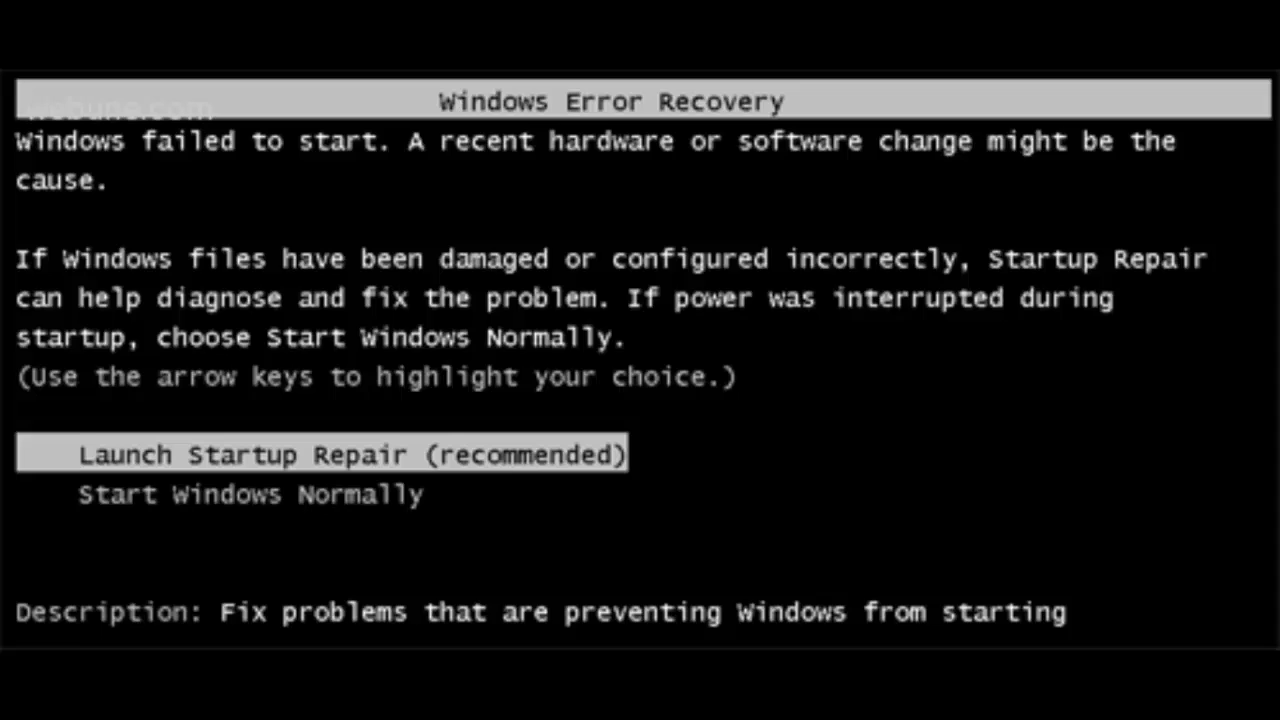 webune.com
Windows Error Recovery
Windows failed to start. A recent hardware or software change might be the
cause.
If Windows files have been damaged or configured incorrectly, Startup Repair
can help diagnose and fix the problem. If power was interrupted during
startup, choose Start Windows Normally.
(Use the arrow keys to highlight your choice.)
Launch Startup Repair (recommended)
Start Windows Normally
Description: Fix problems that are preventing Windows from starting